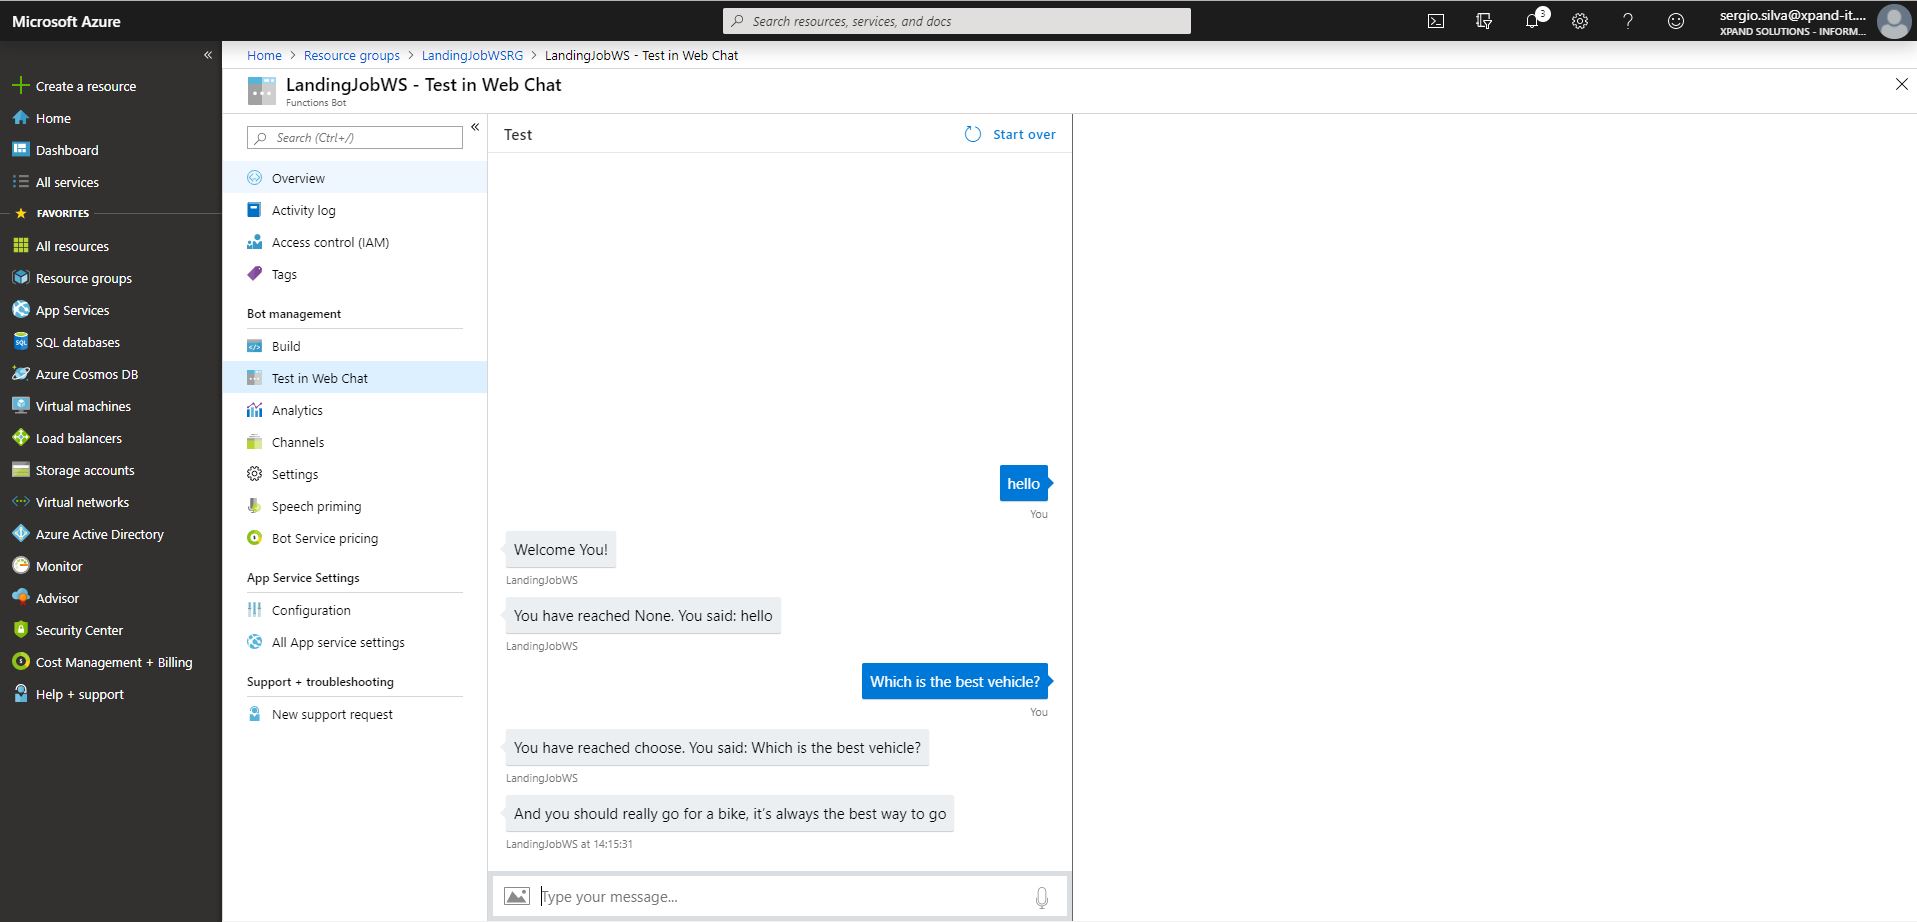 Microsoft Azure
Search resources, services, and docs
3
sergio.silva@xpand-it....
XPAND SOLUTIONS - INFORM...
Create a resource
Home
Dashboard
All services
FAVORITES
All resources
Resource groups
App Services
SQL databases
Azure Cosmos DB
Virtual machines
Load balancers
Storage accounts
Virtual networks
Azure Active Directory
Monitor
Advisor
Security Center
Cost Management + Billing
Help + support
Home > Resource groups > LandingJobWSRG > LandingJobWS - Test in Web Chat
LandingJobWS - Test in Web Chat
Functions Bot
Search (Ctrl+/)
Overview
Activity log
Access control (IAM)
Tags
Bot management
Build
Test in Web Chat
Analytics
Channels
Settings
Speech priming
Bot Service pricing
App Service Settings
Configuration
All App service settings
Support + troubleshooting
New support request
Test
Start over
hello
You
Welcome You!
LandingJobWS
You have reached None. You said: hello
LandingJobWS
Which is the best vehicle?
You
You have reached choose. You said: Which is the best vehicle?
LandingJobWS
And you should really go for a bike, it's always the best way to go
LandingJobWS at 14:15:31
Type your message...